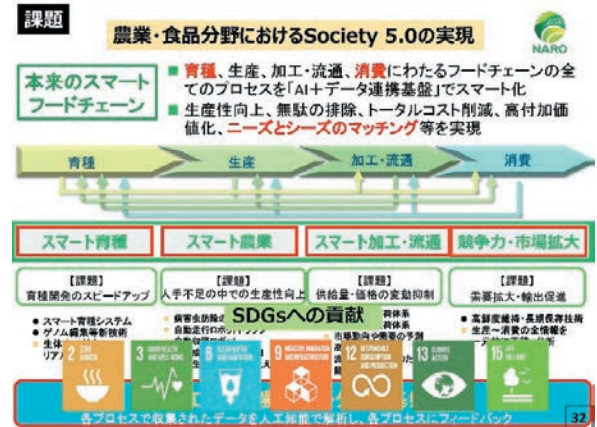 課題
農業・食品分野におけるSociety 5.0の実現
NARO
本来のスマート
フードチェーン
■ 育種、生産、加工・流通、消費にわたるフードチェーンの全
てのプロセスを「AI+データ連携基盤」でスマート化
■ 生産性向上、無駄の排除、トータルコスト削減、高付加価
値化、ニーズとシーズのマッチング等を実現
育種
生産
加工・流通
消費
スマート育種
スマート農業
スマート加工・流通
競争力・市場拡大
【課題】
育種開発のスピードアップ
【課題】
人手不足の中での生産性向上
【課題】
供給量・価格の変動抑制
【課題】
需要拡大・輸出促進
● スマート育種システム
● ゲノム編集等新技術
● 高鮮度維持・長期保存技術
● 生産~消費の全情報を
SDGsへの貢献
2 ZERO HUNGER
3
6
9
12
13 CLIMATE ACTION
15 LIFE ON LAND
各プロセスで収集されたデータを人工知能で解析し、各プロセスにフィードバック
32